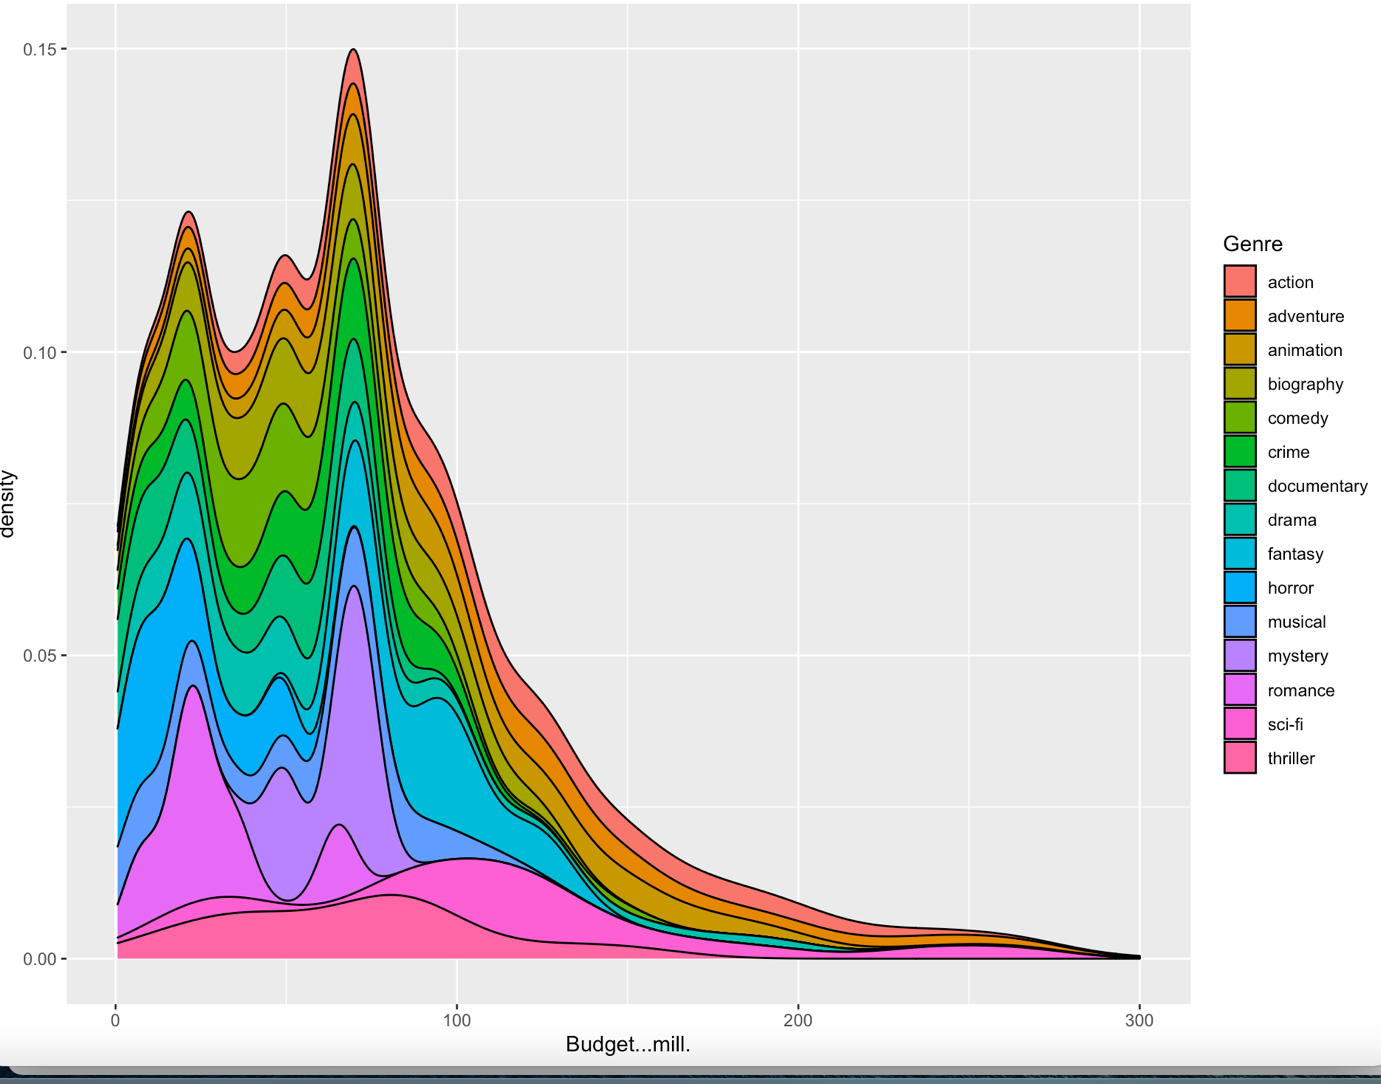 0.15
0.10
0.05
0.00
density
0
100
200
300
Budget...mill.
Genre
action
adventure
animation
biography
comedy
crime
documentary
drama
fantasy
horror
musical
mystery
romance
sci-fi
thriller